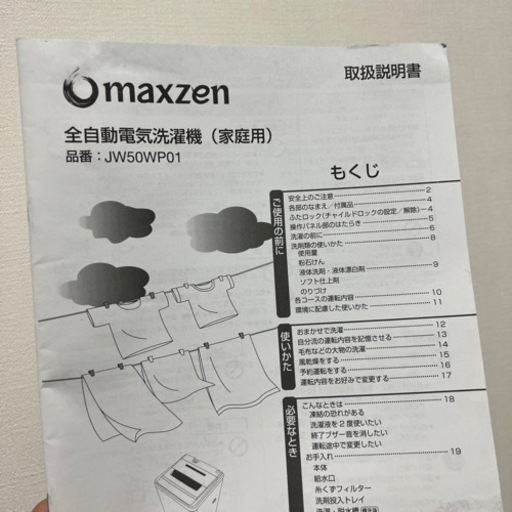 maxzen
取扱説明書
全自動電気洗濯機（家庭用）
品番：JW50WP01
もくじ
ご使用の前に
安全上のご注意 2
各部のなまえ／付属品 4
ふたロック(チャイルドロックの設定／解除) 4
操作パネル部のはたらき 5
洗濯の前に 6
洗剤類の使いかた 8
使用量
粉石けん
液体洗剤・液体漂白剤 9
ソフト仕上剤
のりづけ
各コースの運転内容 10
環境に配慮した使いかた 11
使いかた
おまかせで洗濯 12
自分流の運転内容を記憶させる 13
毛布などの大物の洗濯 14
風乾燥をする 15
予約運転をする 16
運転内容をお好みで変更する 17
必要なとき
こんなときは 18
凍結の恐れがある
洗濯液を2度使いたい
終了ブザー音を消したい
運転途中で変更したい
お手入れ 19
本体
給水口
糸くずフィルター
洗剤投入トレイ
洗濯・脱水槽